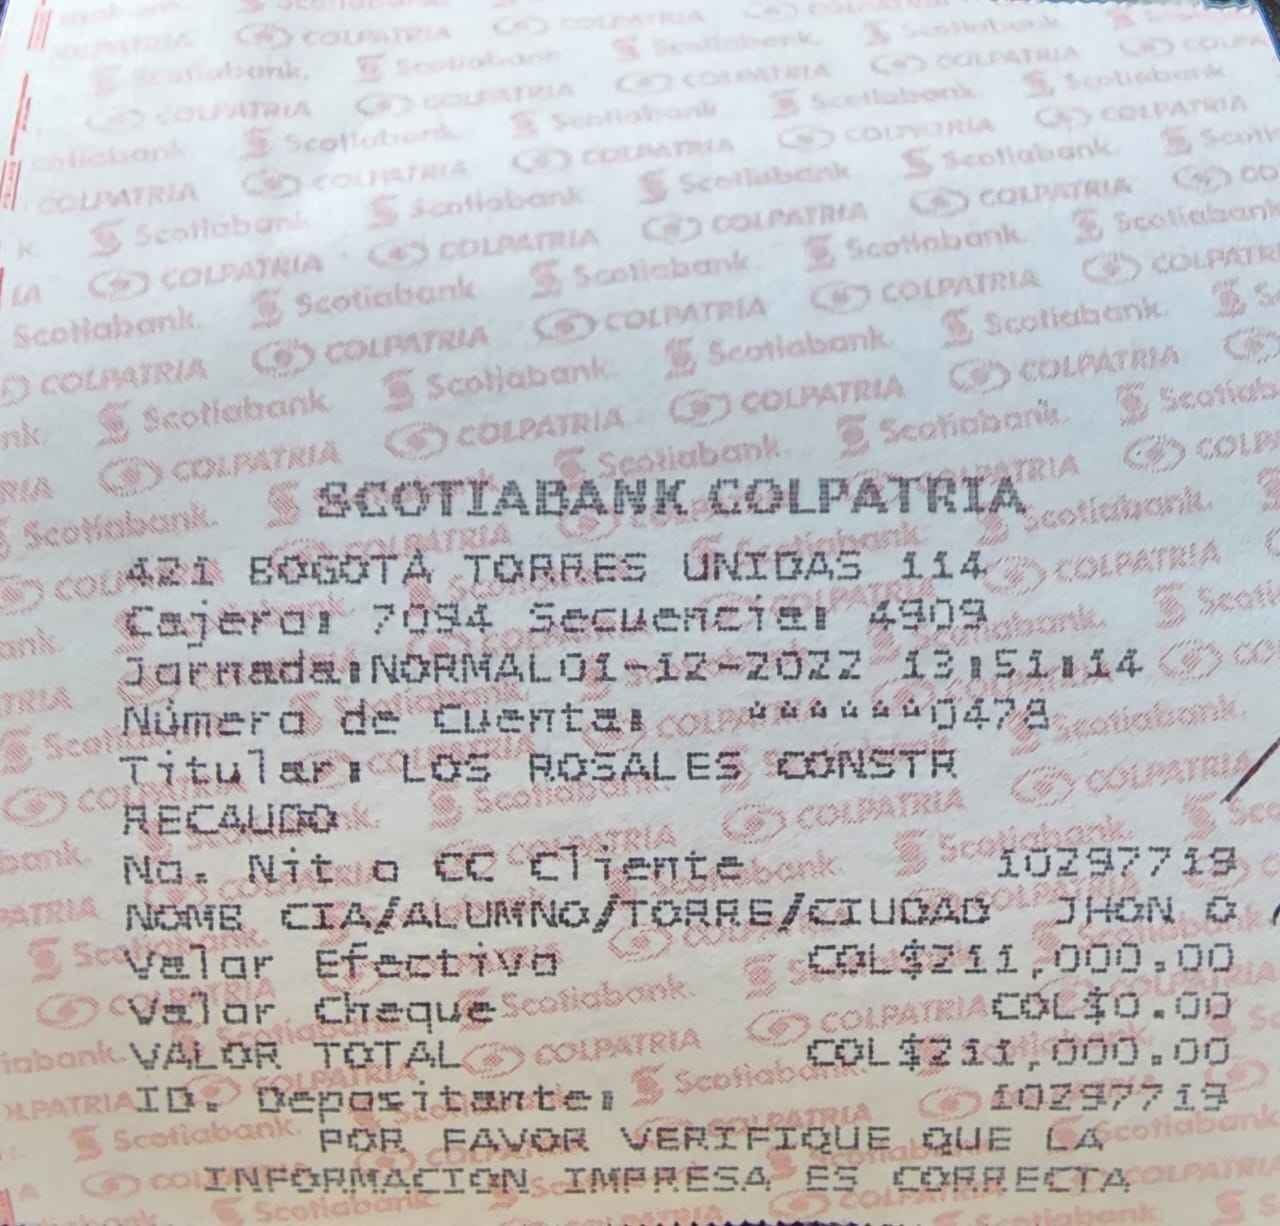 SCOTIABANK COLPATRIA
421 BOGOTÁ TORRES UNIDAS 114
Cajero: 7094 Secuencia: 4909
Jornada:NORMAL01-12-2022 13:51:14
Número de Cuenta: ******0478
Titular: LOS ROSALES CONSTR
RECAUDO
No. Nit o CC Cliente 10297719
NOMB CIA/ALUMNO/TORRE/CIUDAD JHON O
Valor Efectivo COL$211,000.00
Valor Cheque COL$0.00
VALOR TOTAL COL$211,000.00
ID. Depositante: 10297719
POR FAVOR VERIFIQUE QUE LA
INFORMACION IMPRESA ES CORRECTA